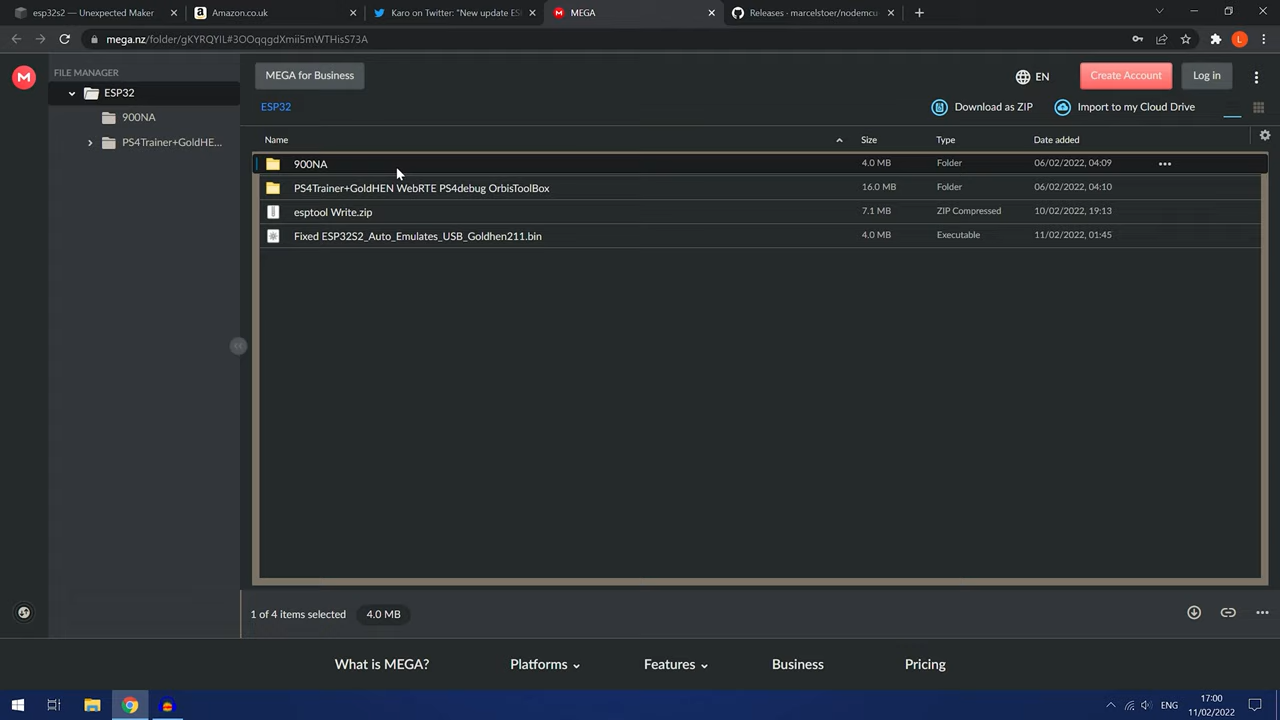 esp32s2 — Unexpected Maker
Amazon.co.uk
Karo on Twitter: "New update ES
MEGA
Releases · marcelstoer/nodemcu
mega.nz/folder/gKYRQYIL#3OOqqgdXmii5mWTHisS73A
L
M
FILE MANAGER
MEGA for Business
EN
Create Account
Log in
ESP32
900NA
PS4Trainer+GoldHE...
ESP32
Download as ZIP
Import to my Cloud Drive
Name
Size
Type
Date added
900NA
4.0 MB
Folder
06/02/2022, 04:09
PS4Trainer+GoldHEN WebRTE PS4debug OrbisToolBox
16.0 MB
Folder
06/02/2022, 04:10
esptool Write.zip
7.1 MB
ZIP Compressed
10/02/2022, 19:13
Fixed ESP32S2_Auto_Emulates_USB_Goldhen211.bin
4.0 MB
Executable
11/02/2022, 01:45
1 of 4 items selected
4.0 MB
What is MEGA?
Platforms
Features
Business
Pricing
ENG
17:00
11/02/2022